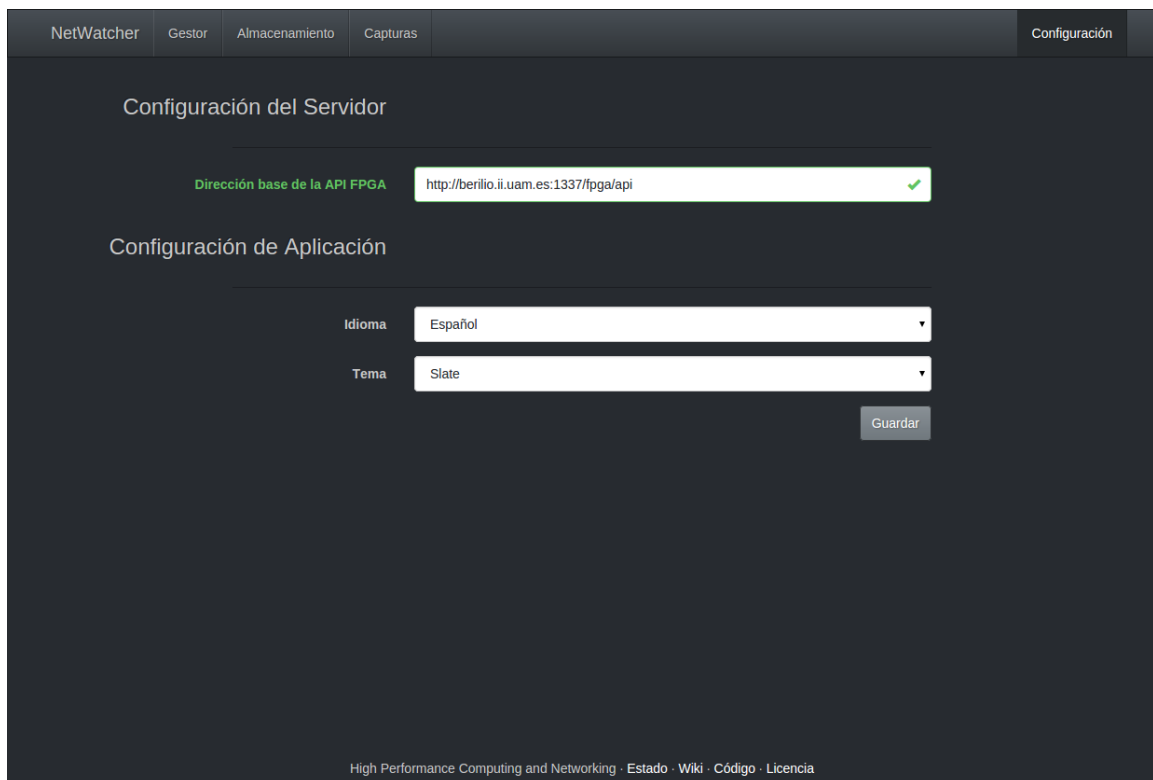 NetWatcher Gestor Almacenamiento Capturas Configuración
Configuración del Servidor
Dirección base de la API FPGA http://berilio.ii.uam.es:1337/fpga/api
Configuración de Aplicación
Idioma Español
Tema Slate
Guardar
High Performance Computing and Networking · Estado · Wiki · Código · Licencia